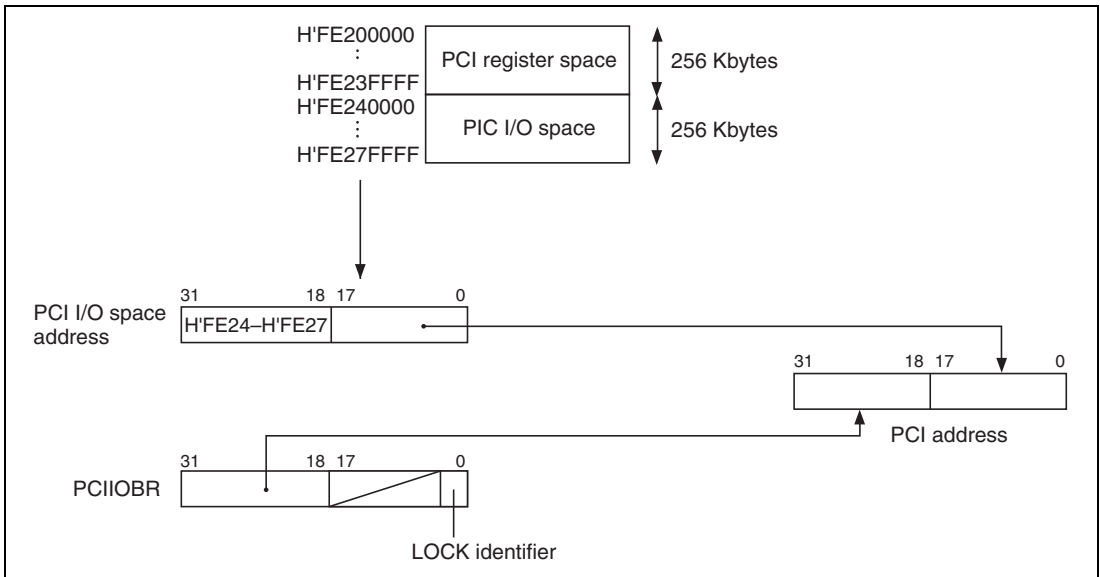 H'FE200000
:
H'FE23FFFF
PCI register space
256 Kbytes
H'FE240000
:
H'FE27FFFF
PIC I/O space
256 Kbytes
PCI I/O space
address
31 18 17 0
H'FE24–H'FE27
31 18 17 0
PCI address
PCIIOBR
31 18 17 0
LOCK identifier